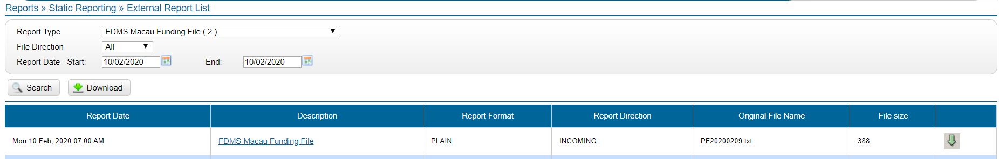 Reports » Static Reporting » External Report List
Report Type FDMS Macau Funding File ( 2 )
File Direction All
Report Date - Start: 10/02/2020 End: 10/02/2020
Search Download
Report Date Description Report Format Report Direction Original File Name File size
Mon 10 Feb, 2020 07:00 AM FDMS Macau Funding File PLAIN INCOMING PF20200209.txt 388